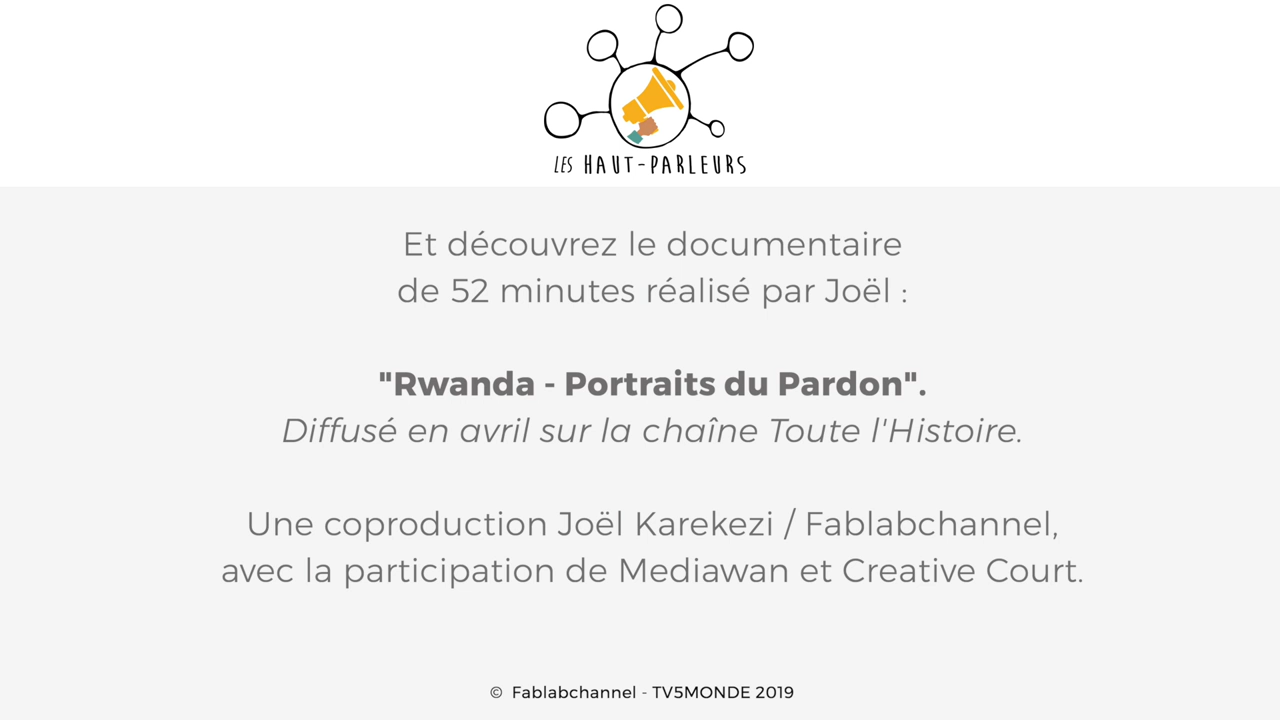 LES HAUT-PARLEURS
Et découvrez le documentaire
de 52 minutes réalisé par Joël :
"Rwanda - Portraits du Pardon".
Diffusé en avril sur la chaîne Toute l'Histoire.
Une coproduction Joël Karekezi / Fablabchannel,
avec la participation de Mediawan et Creative Court.
© Fablabchannel - TV5MONDE 2019